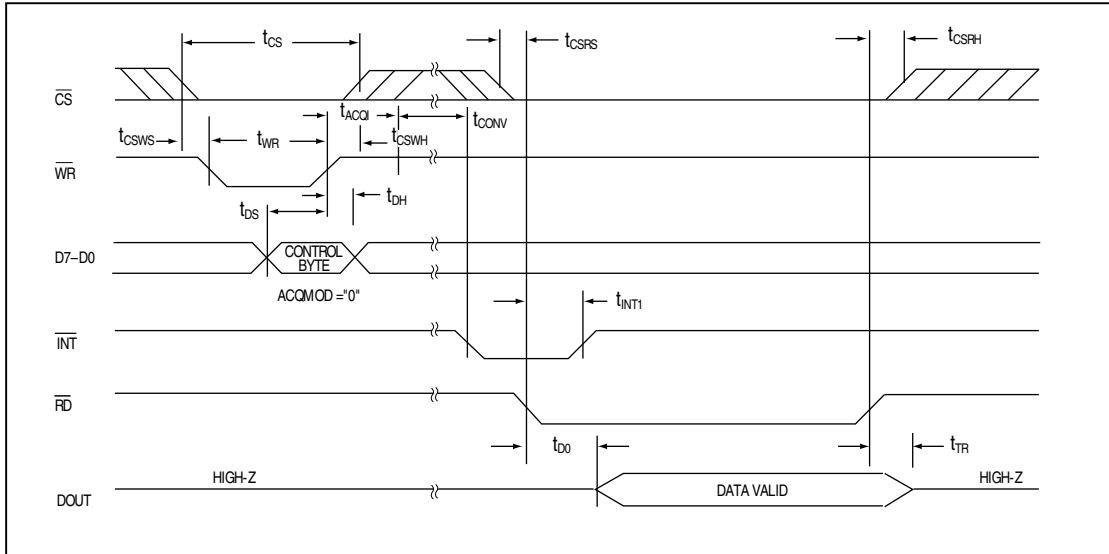 tCS
tCSRS
tCSRH
CS
tACQI
tCONV
tCSWS
tWR
tCSWH
WR
tDH
tDS
D7–D0
CONTROL
BYTE
ACQMOD ="0"
tINT1
INT
RD
tD0
tTR
HIGH-Z
DATA VALID
HIGH-Z
DOUT